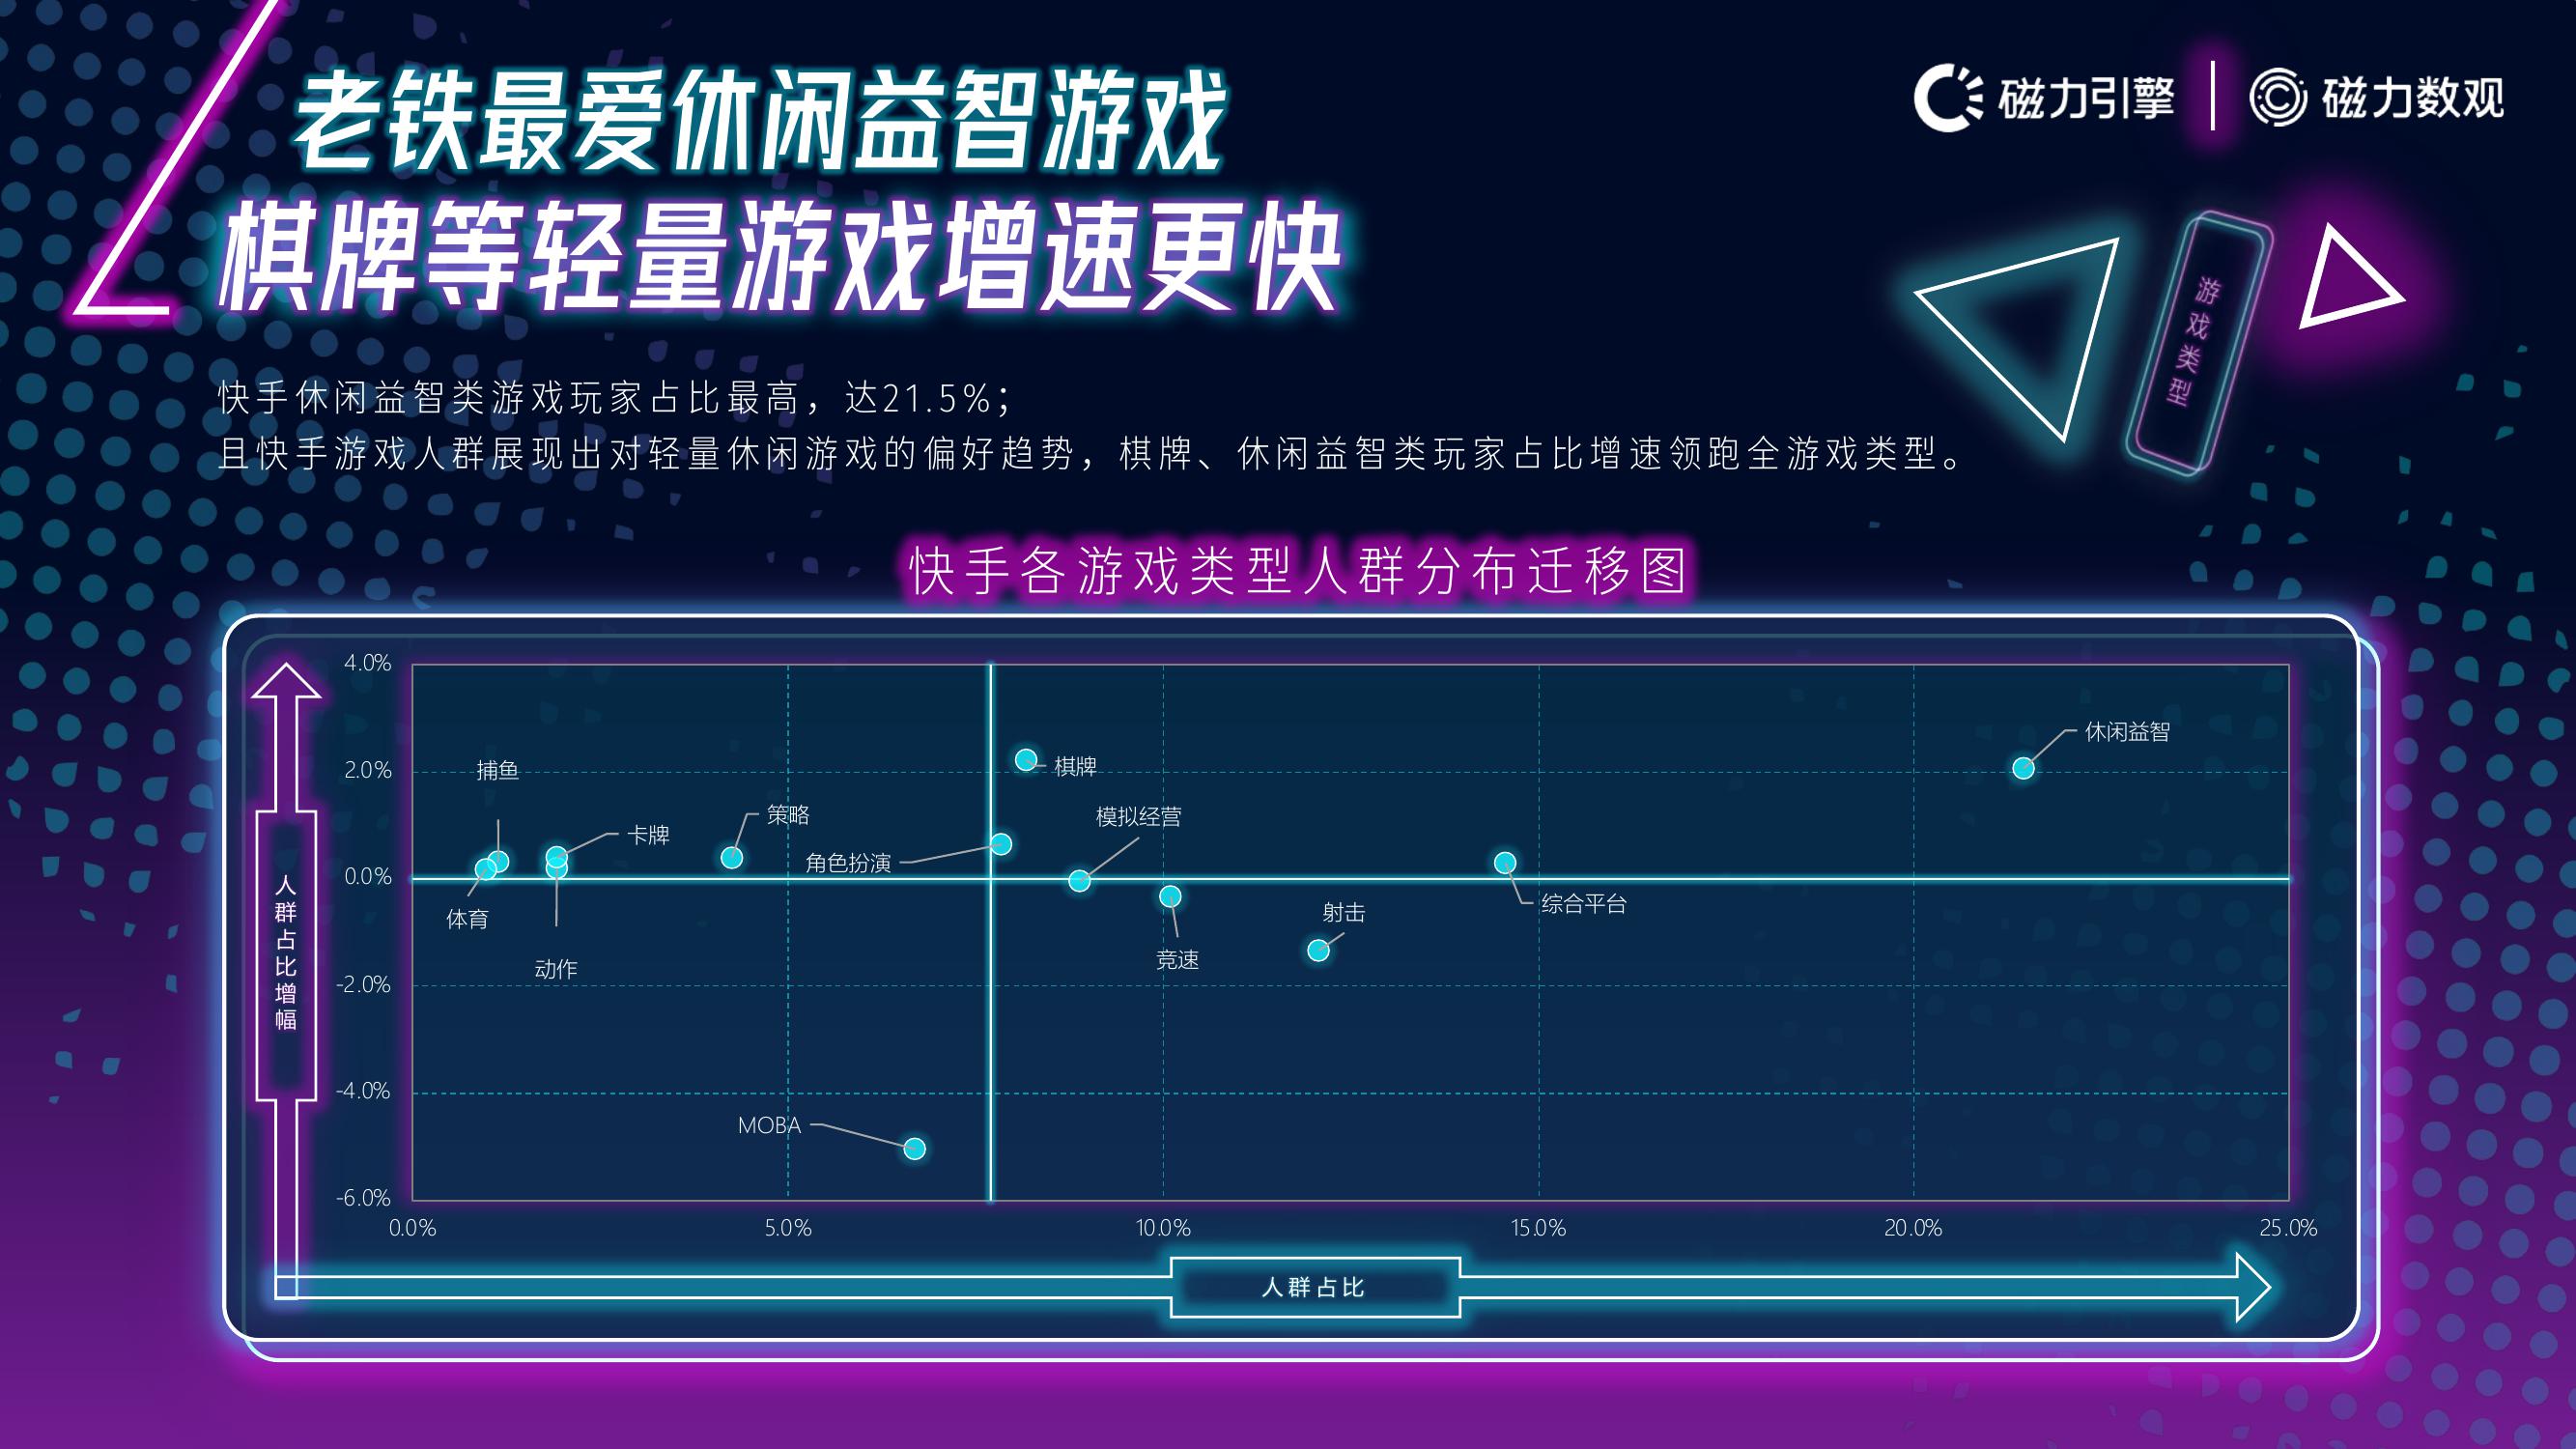 老铁最爱休闲益智游戏
棋牌等轻量游戏增速更快
磁力引擎
磁力数观
游戏类型
快手休闲益智类游戏玩家占比最高，达21.5%；
且快手游戏人群展现出对轻量休闲游戏的偏好趋势，棋牌、休闲益智类玩家占比增速领跑全游戏类型。
快手各游戏类型人群分布迁移图
人群占比增幅
4.0%
2.0%
0.0%
-2.0%
-4.0%
-6.0%
休闲益智
棋牌
捕鱼
策略
模拟经营
卡牌
角色扮演
综合平台
射击
体育
竞速
动作
MOBA
0.0%
5.0%
10.0%
15.0%
20.0%
25.0%
人群占比